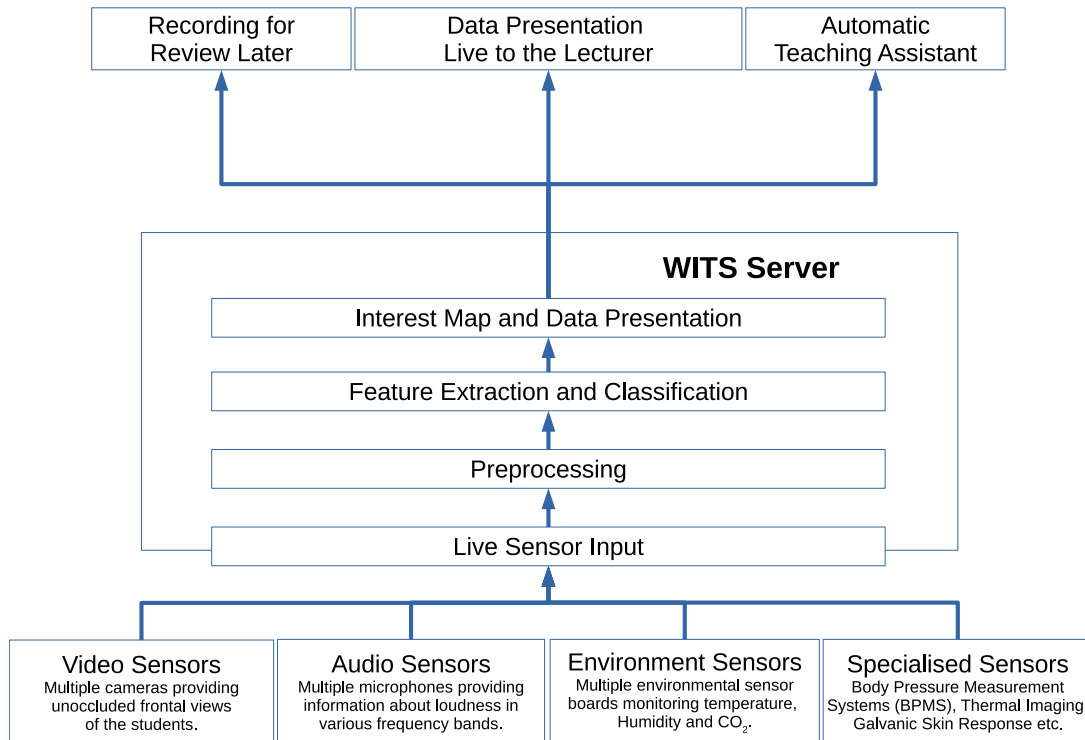 Recording for
Review Later
Data Presentation
Live to the Lecturer
Automatic
Teaching Assistant
WITS Server
Interest Map and Data Presentation
Feature Extraction and Classification
Preprocessing
Live Sensor Input
Video Sensors
Multiple cameras providing
unoccluded frontal views
of the students.
Audio Sensors
Multiple microphones providing
information about loudness in
various frequency bands.
Environment Sensors
Multiple environmental sensor
boards monitoring temperature,
Humidity and CO₂.
Specialised Sensors
Body Pressure Measurement
Systems (BPMS), Thermal Imaging
Galvanic Skin Response etc.